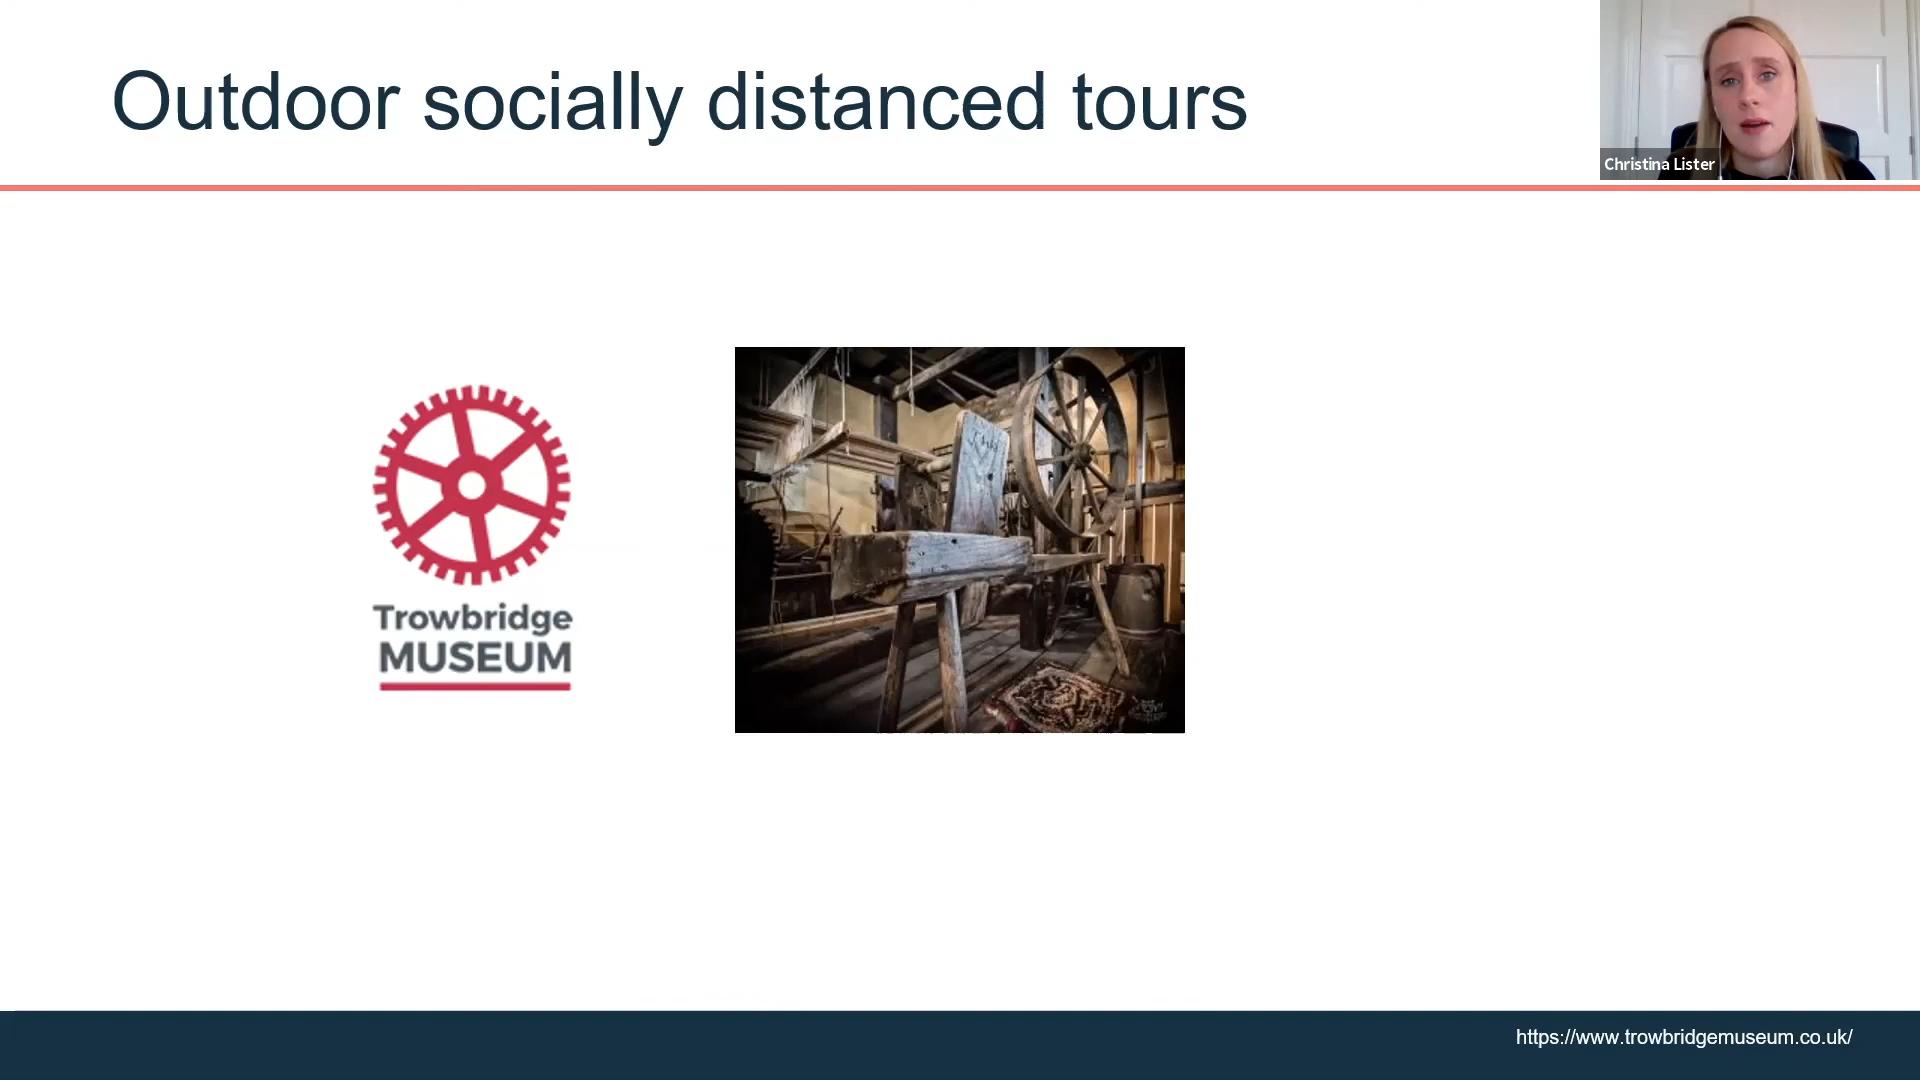 Outdoor socially distanced tours
Christina Lister
Trowbridge
MUSEUM
https://www.trowbridgemuseum.co.uk/